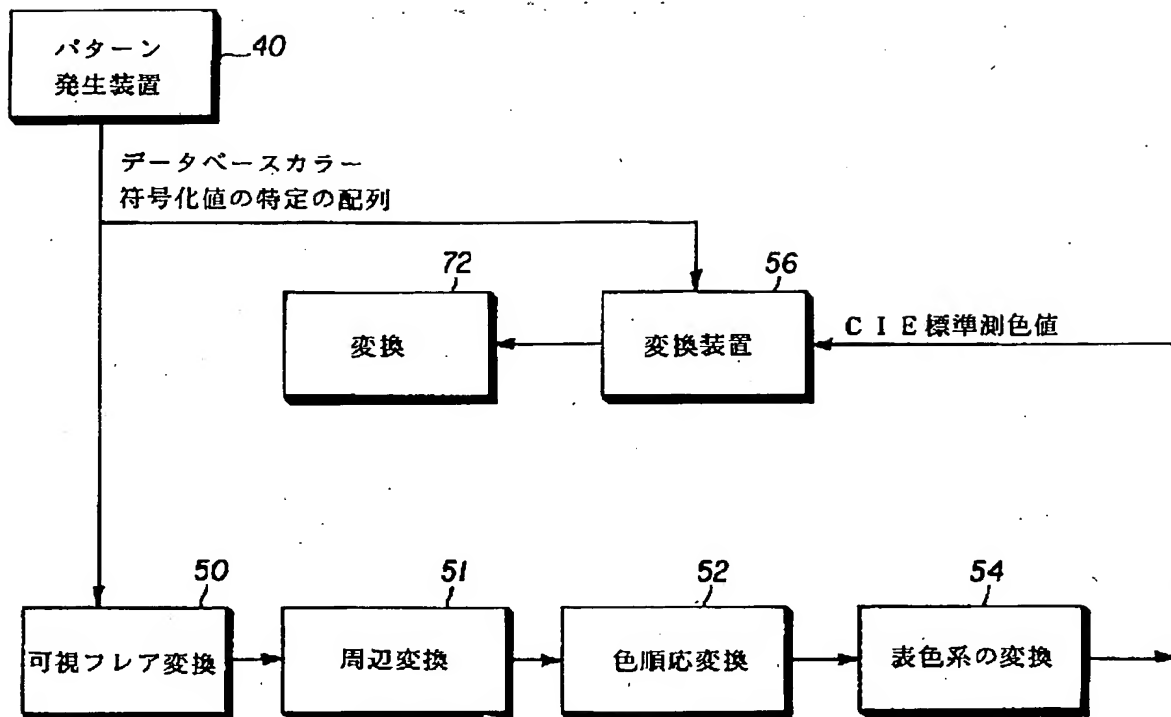 パターン
発生装置
40
データベースカラー
符号化値の特定の配列
72
56
変換
変換装置
CIE標準測色値
50
51
52
54
可視フレア変換
周辺変換
色順応変換
表色系の変換